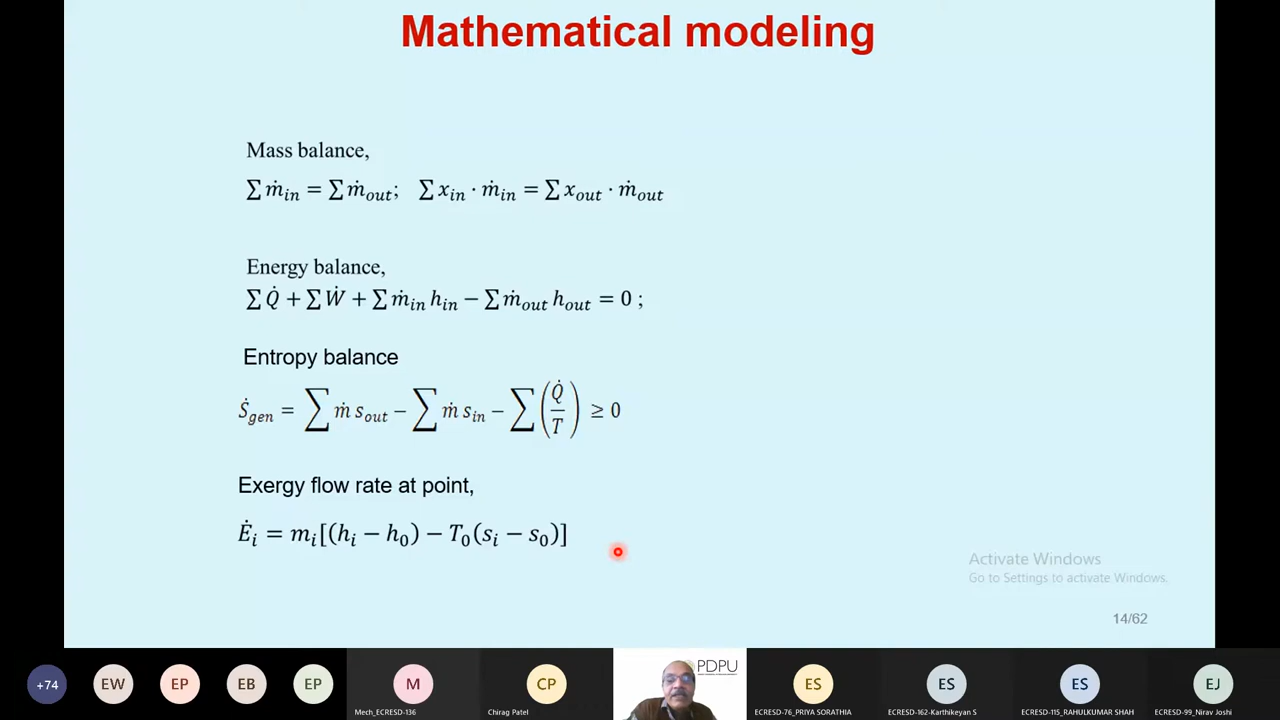 Mathematical modeling
Mass balance,
∑ṁ_in = ∑ṁ_out; ∑x_in · ṁ_in = ∑x_out · ṁ_out
Energy balance,
∑Q̇ + ∑Ẇ + ∑ṁ_in h_in − ∑ṁ_out h_out = 0 ;
Entropy balance
Ṡ_gen = ∑ ṁ s_out − ∑ ṁ s_in − ∑ (Q̇/T) ≥ 0
Exergy flow rate at point,
Ė_i = m_i[(h_i − h_0) − T_0(s_i − s_0)]
Activate Windows
Go to Settings to activate Windows.
14/62
+74
EW
EP
EB
EP
M
Mech_ECRESD-136
CP
Chirag Patel
PDPU
ES
ECRESD-76_PRIYA SORATHIA
ES
ECRESD-162-Karthikeyan S
ES
ECRESD-115_RAHULKUMAR SHAH
EJ
ECRESD-99_Nirav Joshi